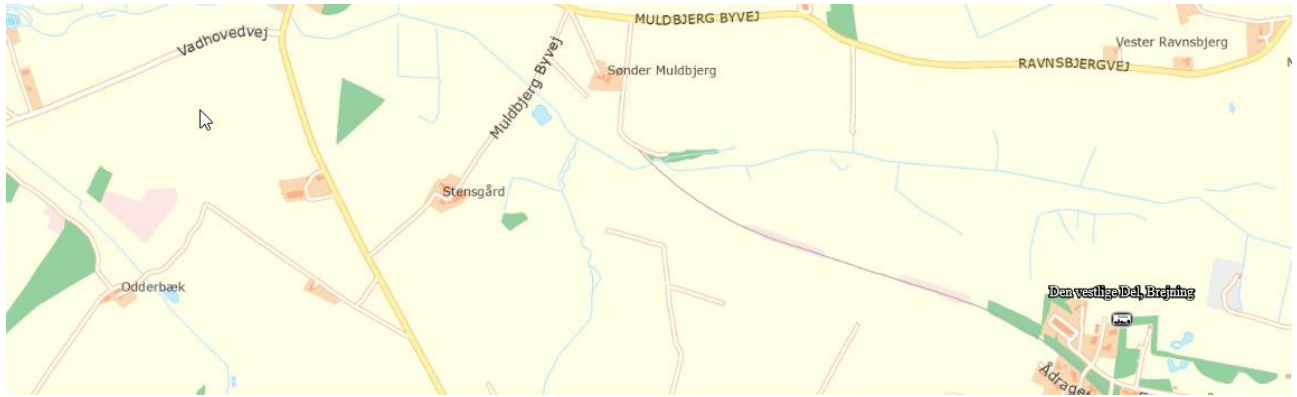 MULDBJERG BYVEJ
Vadhovedvej
Muldbjerg Byvej
Sønder Muldbjerg
Vester Ravnsbjerg
RAVNSBJERGVEJ
Stensgård
Odderbæk
Den vestlige Del, Brejning